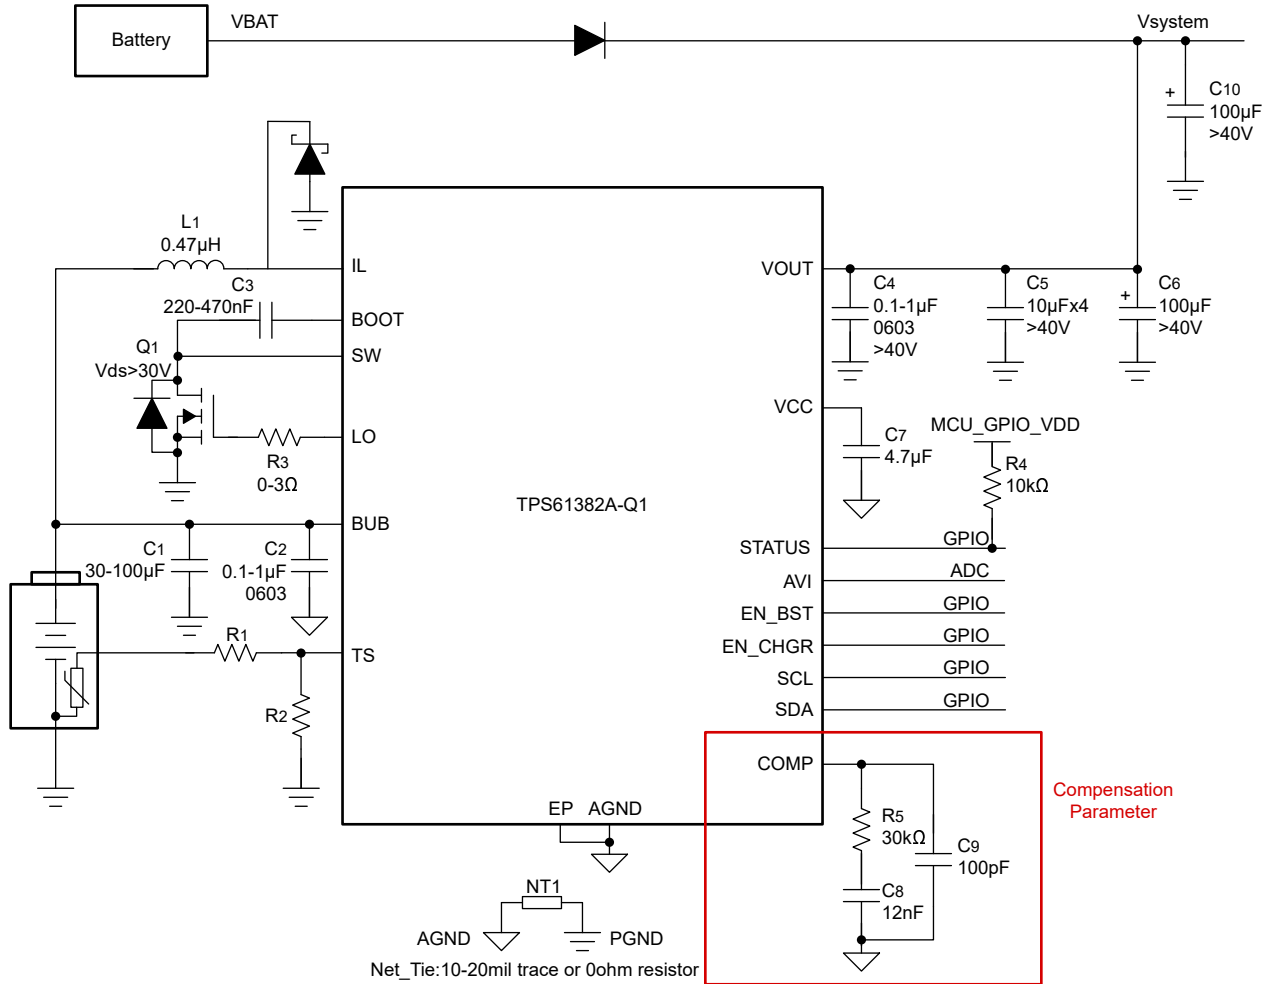 Battery
VBAT
Vsystem
C10
100µF
>40V
+
L1
0.47µH
IL
C3
220-470nF
BOOT
SW
Q1
Vds>30V
LO
R3
0-3Ω
BUB
C1
30-100µF
C2
0.1-1µF
0603
R1
TS
R2
TPS61382A-Q1
VOUT
C4
0.1-1µF
0603
>40V
C5
10µFx4
>40V
+
C6
100µF
>40V
VCC
C7
4.7µF
MCU_GPIO_VDD
R4
10kΩ
STATUS
GPIO
AVI
ADC
EN_BST
GPIO
EN_CHGR
GPIO
SCL
GPIO
SDA
GPIO
COMP
R5
30kΩ
C9
100pF
C8
12nF
Compensation
Parameter
EP
AGND
NT1
AGND
PGND
Net_Tie:10-20mil trace or 0ohm resistor